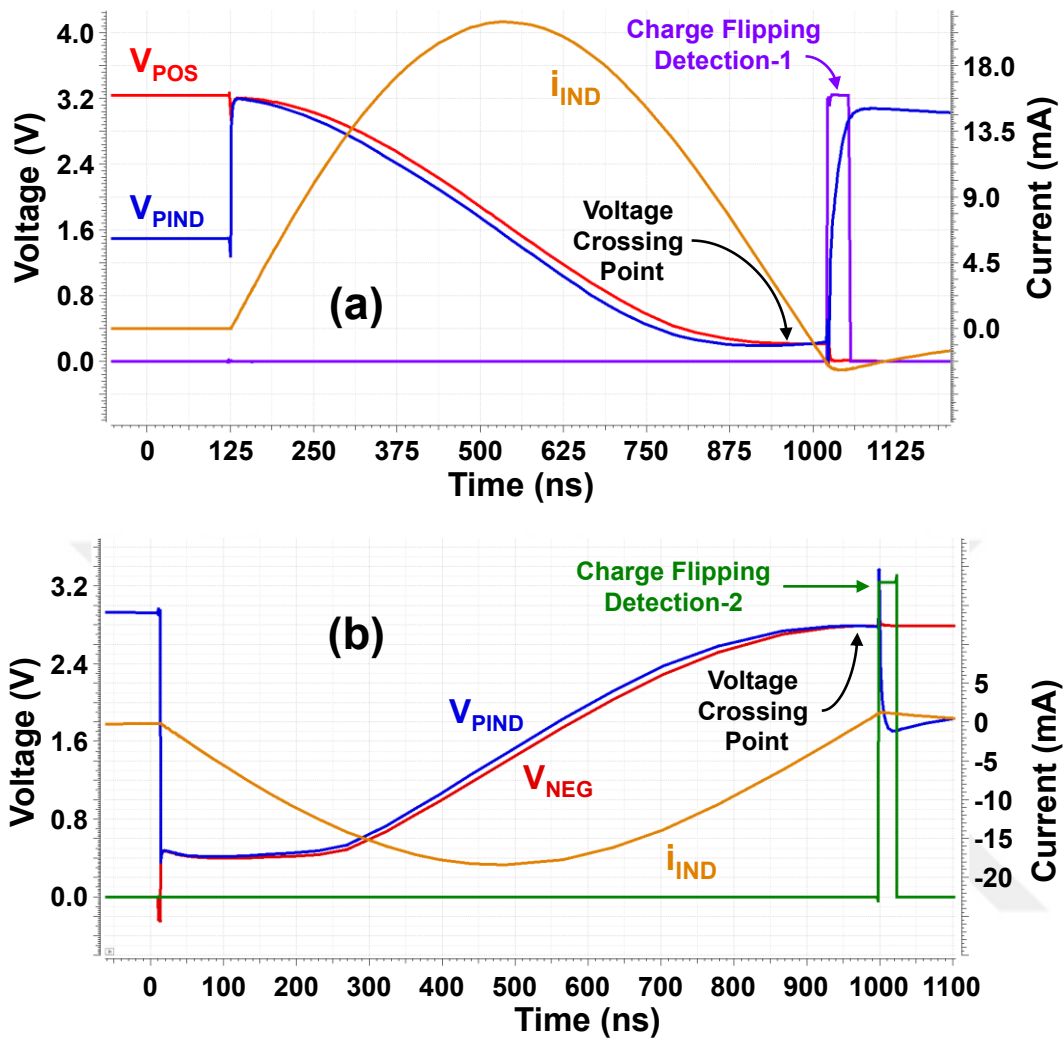 4.0
3.2
2.4
1.6
0.8
0.0
Voltage (V)
V_POS
V_PIND
i_IND
Charge Flipping
Detection-1
Voltage
Crossing
Point
(a)
18.0
13.5
9.0
4.5
0.0
Current (mA)
0 125 250 375 500 625 750 875 1000 1125
Time (ns)
3.2
2.4
1.6
0.8
0.0
Voltage (V)
(b)
Charge Flipping
Detection-2
V_PIND
V_NEG
Voltage
Crossing
Point
i_IND
5
0
-5
-10
-15
-20
Current (mA)
0 100 200 300 400 500 600 700 800 900 1000 1100
Time (ns)